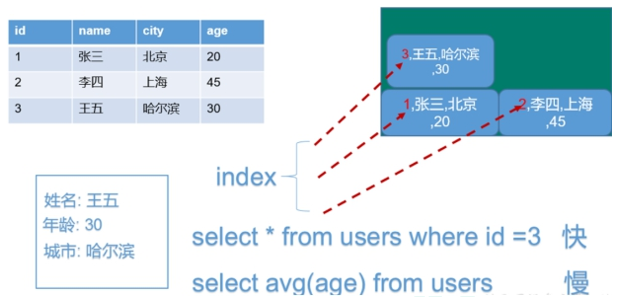 id name city age
1 张三 北京 20
2 李四 上海 45
3 王五 哈尔滨 30
3,王五,哈尔滨
,30
1,张三,北京
,20
2,李四,上海
,45
index
姓名: 王五
年龄: 30
城市: 哈尔滨
select * from users where id =3 快
select avg(age) from users 慢